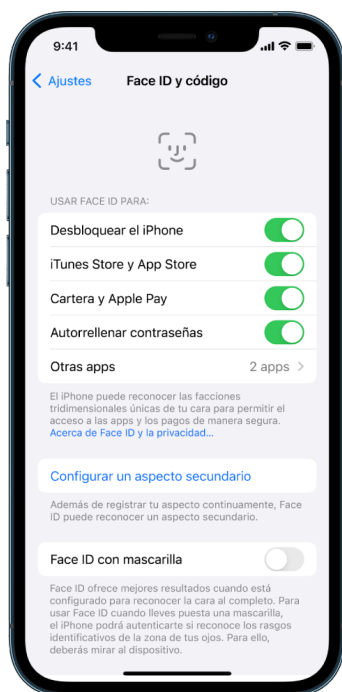 9:41
Ajustes
Face ID y código
USAR FACE ID PARA:
Desbloquear el iPhone
iTunes Store y App Store
Cartera y Apple Pay
Autorrellenar contraseñas
Otras apps 2 apps
El iPhone puede reconocer las facciones
tridimensionales únicas de tu cara para permitir el
acceso a las apps y los pagos de manera segura.
Acerca de Face ID y la privacidad...
Configurar un aspecto secundario
Además de registrar tu aspecto continuamente, Face
ID puede reconocer un aspecto secundario.
Face ID con mascarilla
Face ID ofrece mejores resultados cuando está
configurado para reconocer la cara al completo. Para
usar Face ID cuando lleves puesta una mascarilla,
el iPhone podrá autenticarte si reconoce los rasgos
identificativos de la zona de tus ojos. Para ello,
deberás mirar al dispositivo.